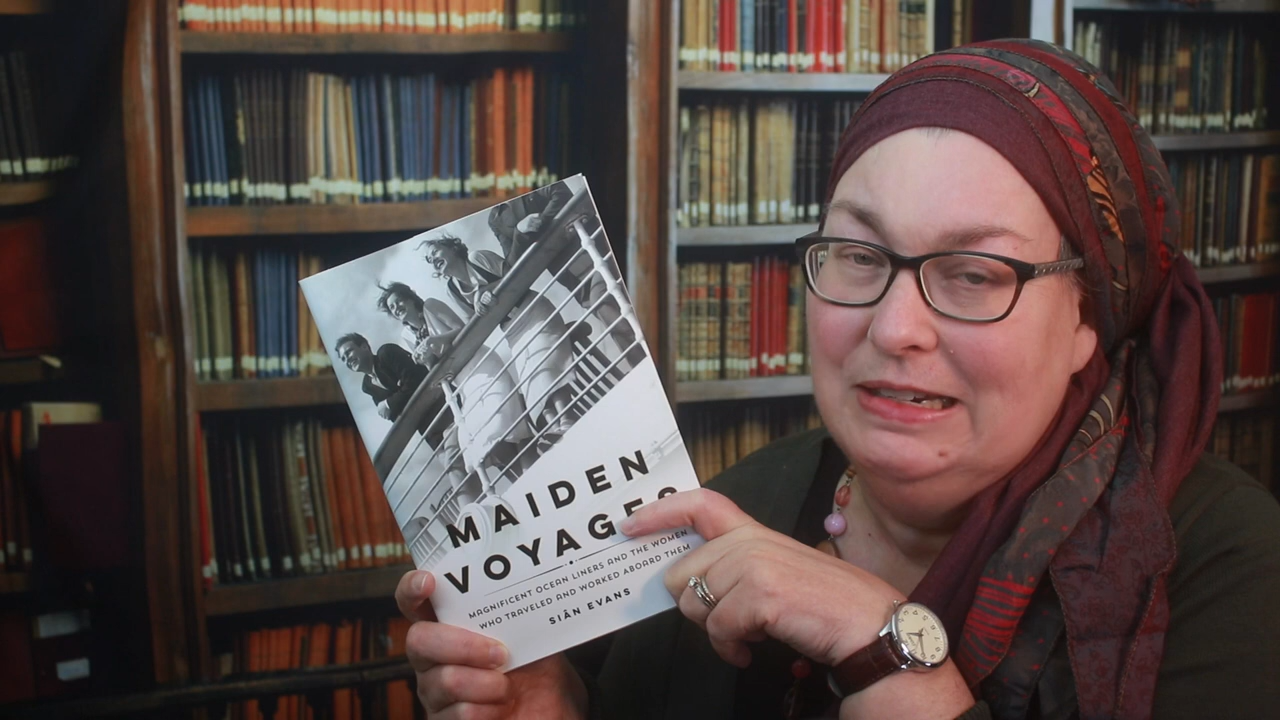 MAIDEN
VOYAGES
MAGNIFICENT OCEAN LINERS AND THE WOMEN
WHO TRAVELED AND WORKED ABOARD THEM
SIÂN EVANS